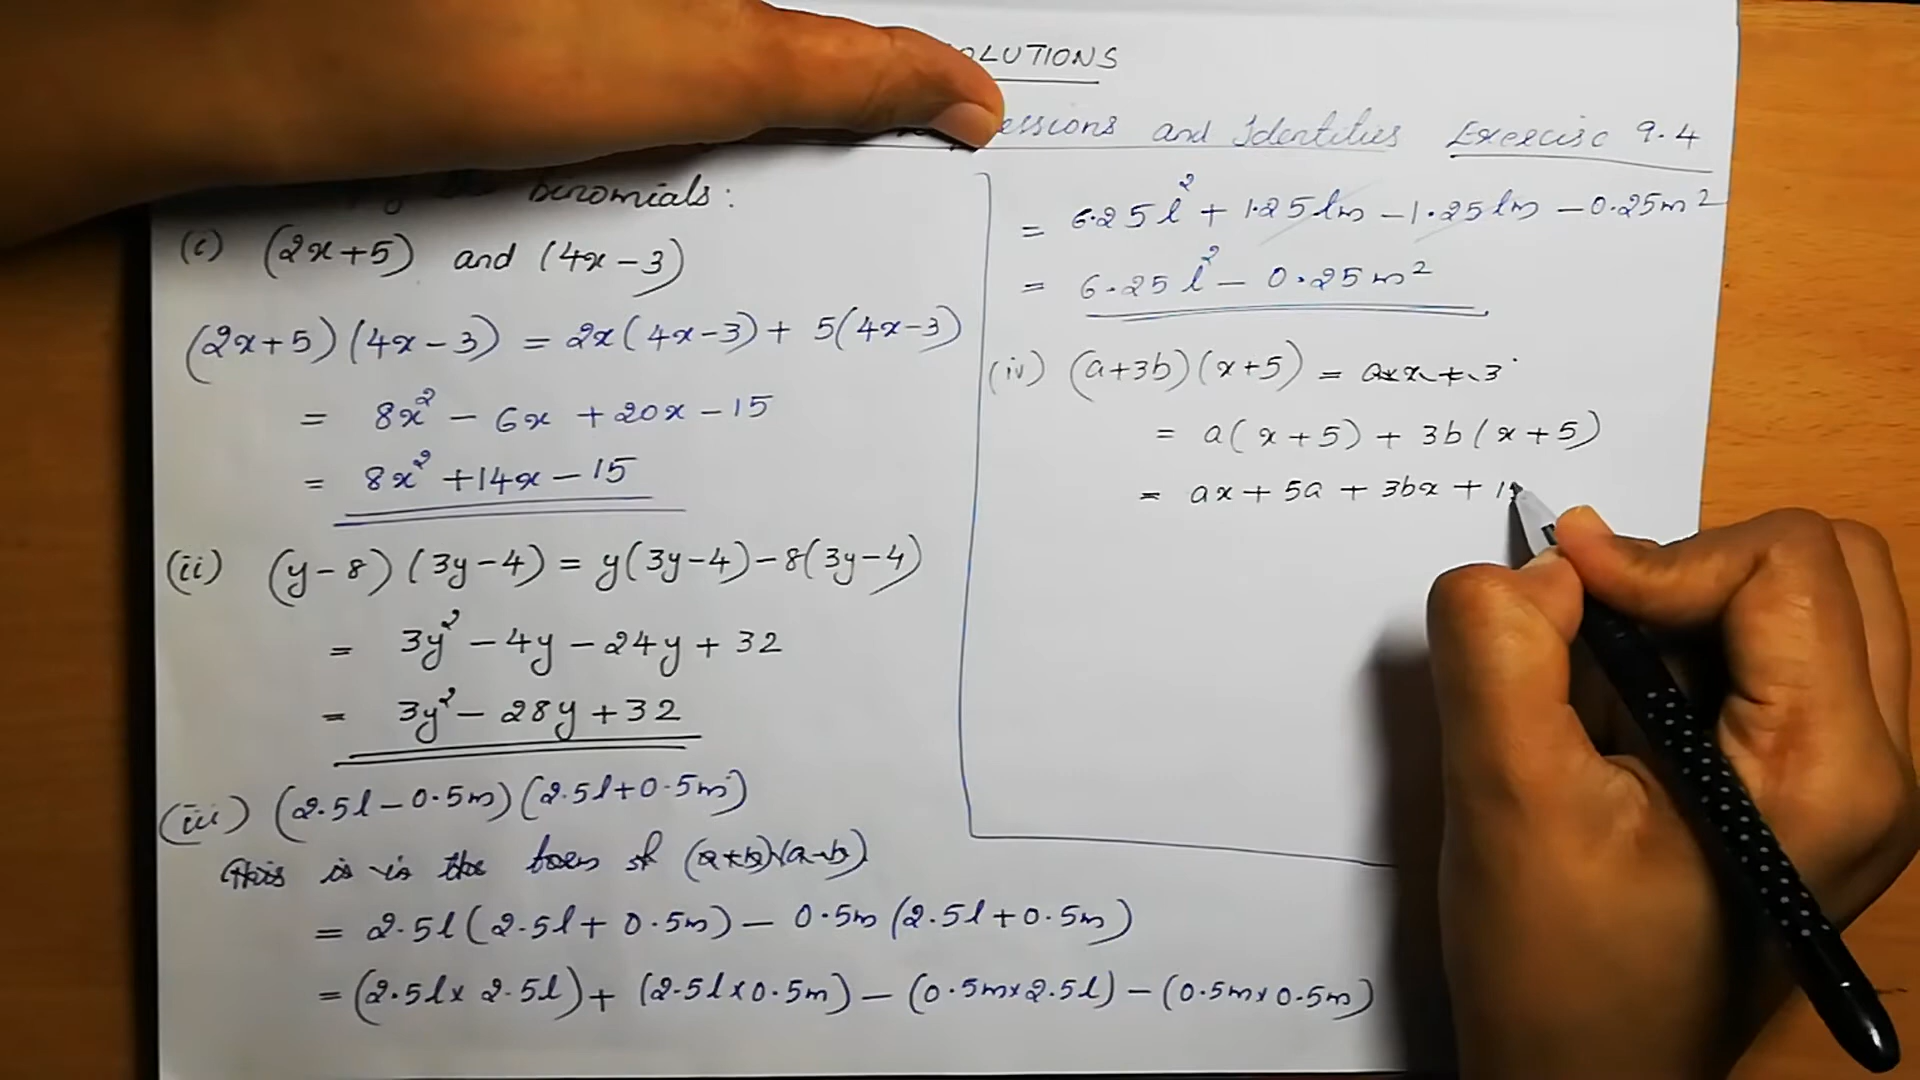 OLUTIONS
essions and Identities Exercise 9.4
binomials:
(i) (2x+5) and (4x-3)
(2x+5)(4x-3) = 2x(4x-3)+ 5(4x-3)
= 8x² - 6x + 20x - 15
= 8x² +14x - 15
(ii) (y-8)(3y-4) = y(3y-4)-8(3y-4)
= 3y² - 4y - 24y + 32
= 3y² - 28y + 32
(iii) (2.5l - 0.5m)(2.5l+0.5m)
This is is the form of (a+b)(a-b)
= 2.5l(2.5l + 0.5m) - 0.5m(2.5l+0.5m)
= (2.5l x 2.5l) + (2.5l x 0.5m) - (0.5m x 2.5l) - (0.5m x 0.5m)
= 6.25l² + 1.25lm - 1.25lm - 0.25m²
= 6.25l² - 0.25m²
(iv) (a+3b)(x+5) = axx + 3
= a(x+5) + 3b(x+5)
= ax + 5a + 3bx + 15